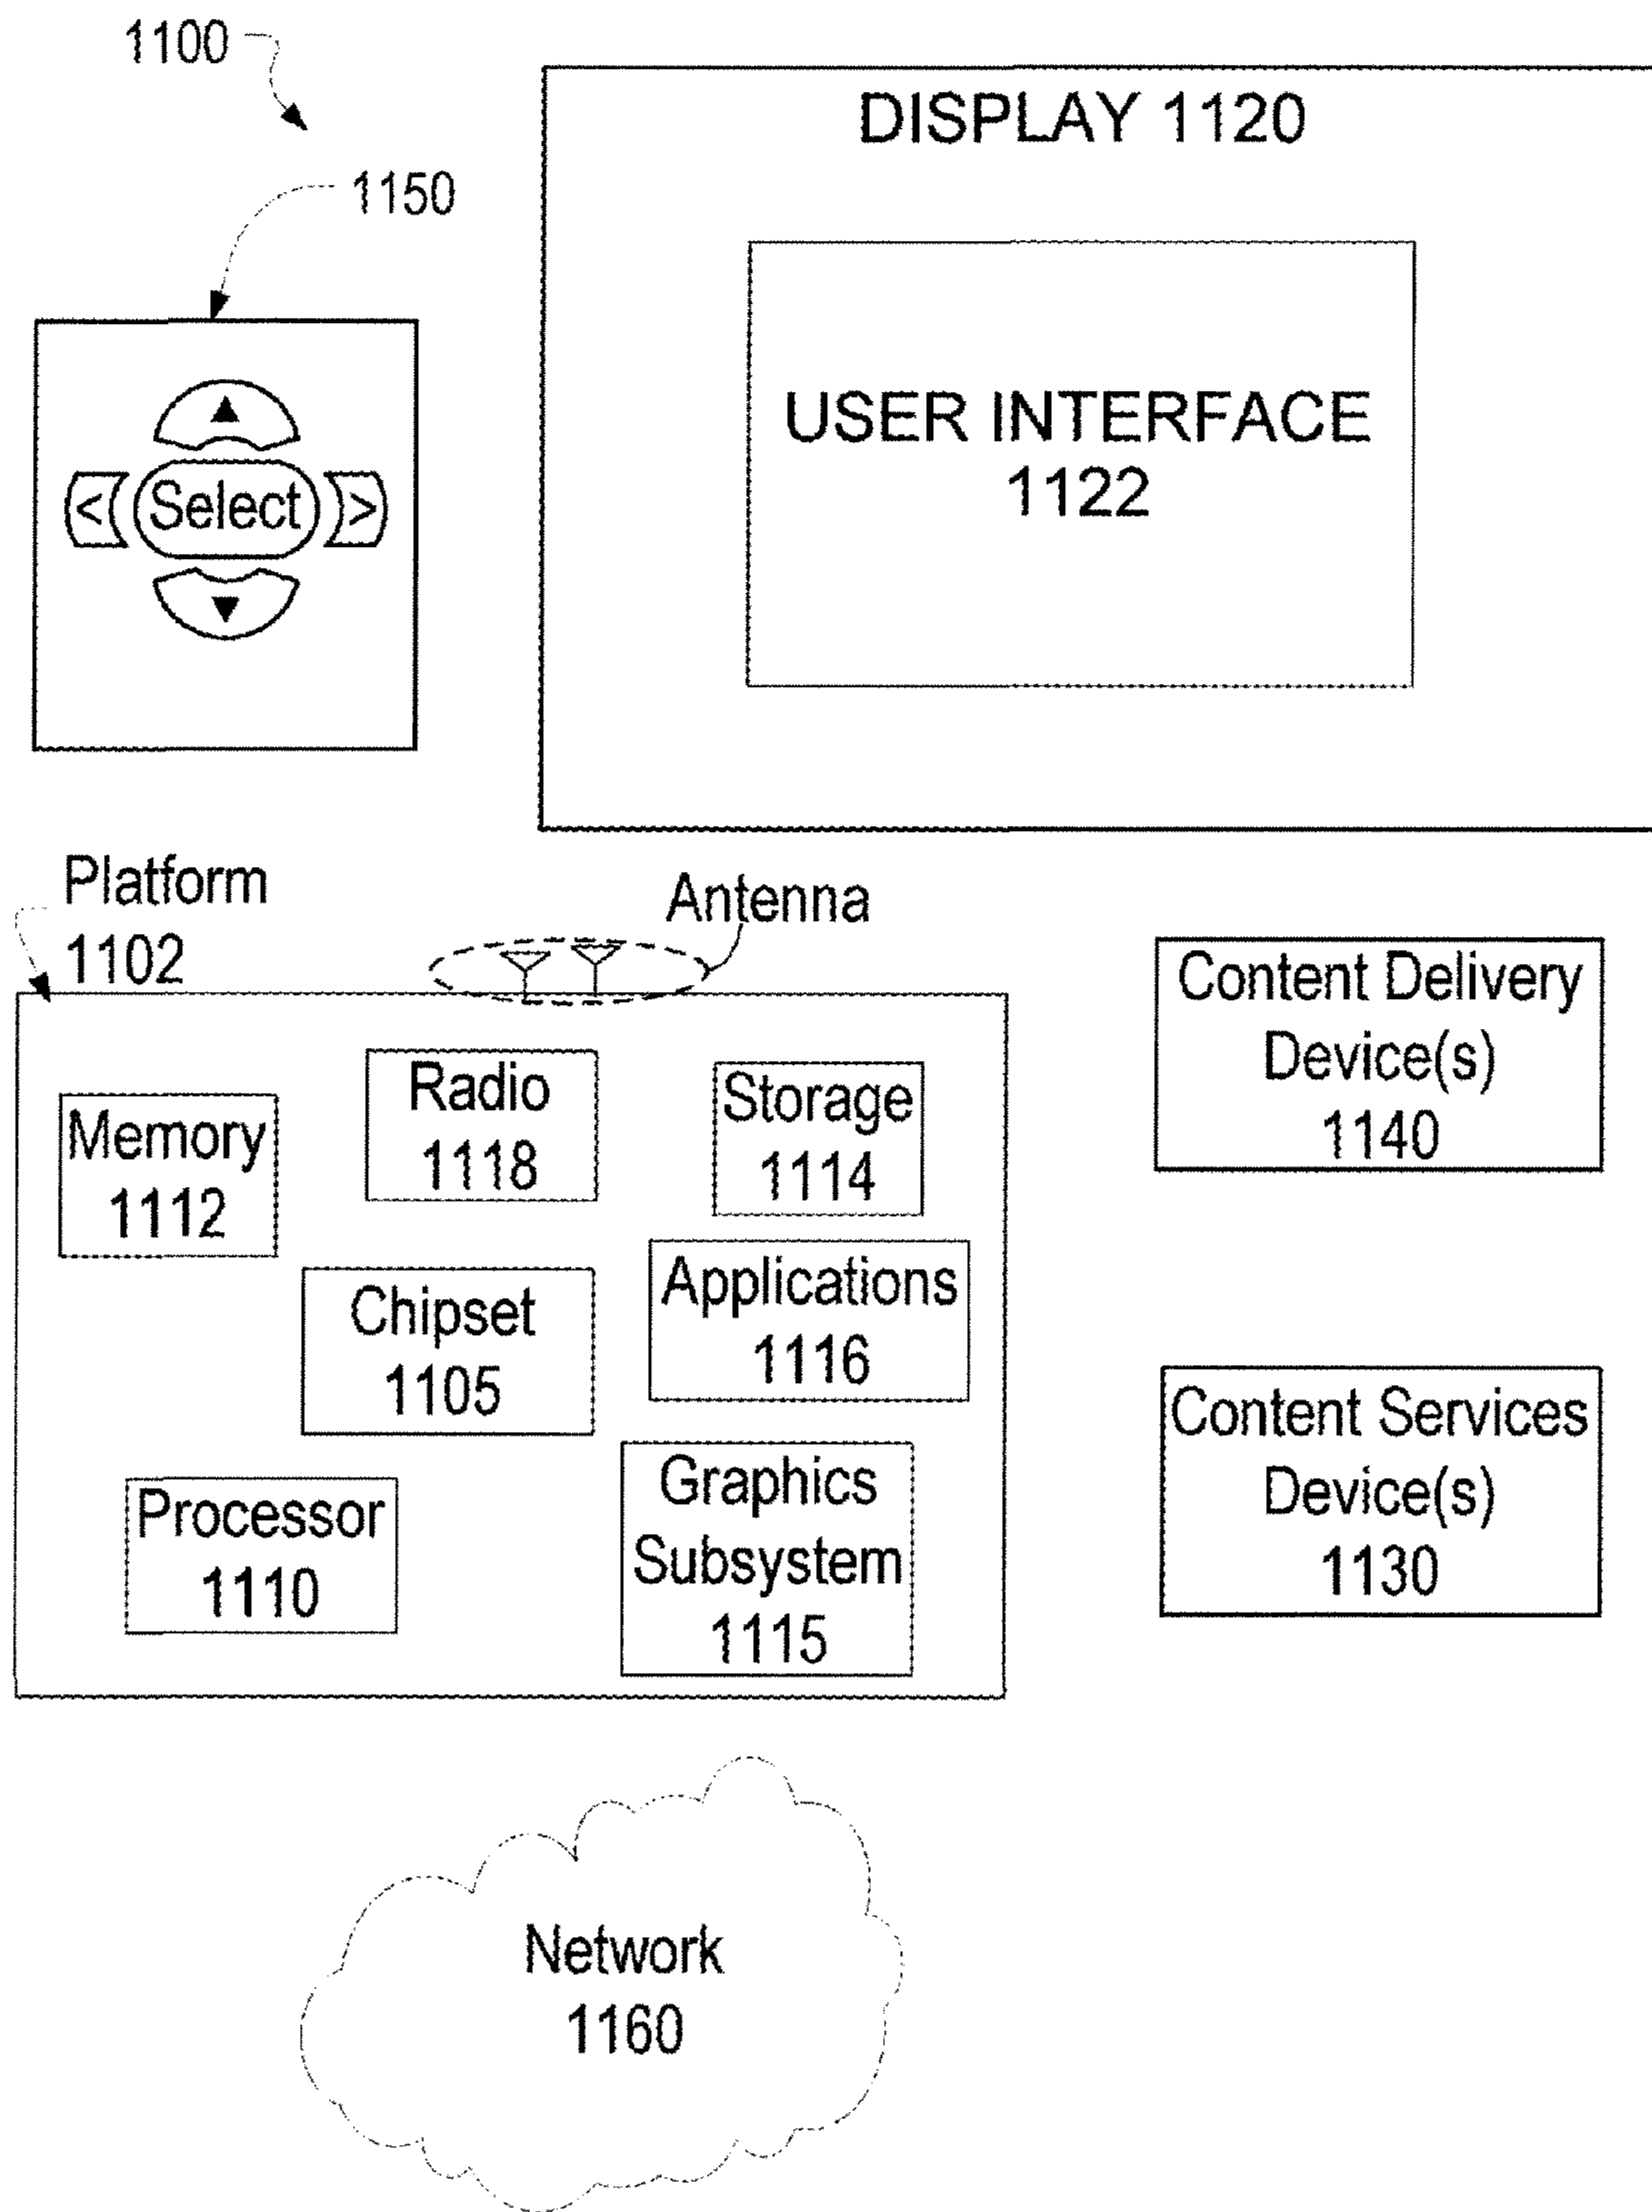 1100
1150
DISPLAY 1120
USER INTERFACE
1122
▲
< Select >
▼
Platform
1102
Antenna
Memory
1112
Radio
1118
Storage
1114
Chipset
1105
Applications
1116
Processor
1110
Graphics
Subsystem
1115
Content Delivery
Device(s)
1140
Content Services
Device(s)
1130
Network
1160